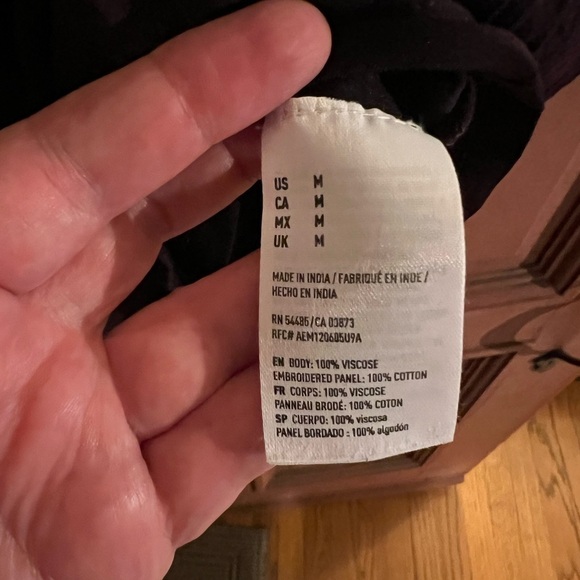 US M
CA M
MX M
UK M
MADE IN INDIA / FABRIQUÉ EN INDE /
HECHO EN INDIA
RN 54485/CA 03873
RFC# AEM120605U9A
EN BODY: 100% VISCOSE
EMBROIDERED PANEL: 100% COTTON
FR CORPS: 100% VISCOSE
PANNEAU BRODÉ: 100% COTON
SP CUERPO: 100% viscosa
PANEL BORDADO : 100% algodón